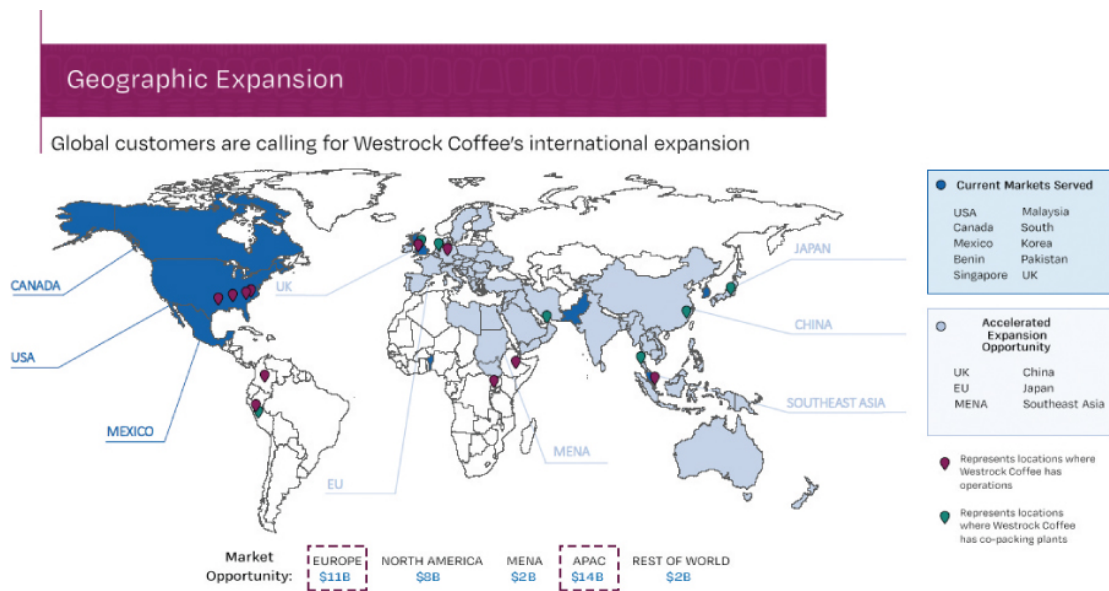 Geographic Expansion
Global customers are calling for Westrock Coffee's international expansion
CANADA
USA
MEXICO
UK
EU
MENA
JAPAN
CHINA
SOUTHEAST ASIA
Current Markets Served
USA Malaysia
Canada South
Mexico Korea
Benin Pakistan
Singapore UK
Accelerated
Expansion
Opportunity
UK China
EU Japan
MENA Southeast Asia
Represents locations where
Westrock Coffee has
operations
Represents locations
where Westrock Coffee
has co-packing plants
Market
Opportunity:
EUROPE
$11B
NORTH AMERICA
$8B
MENA
$2B
APAC
$14B
REST OF WORLD
$2B